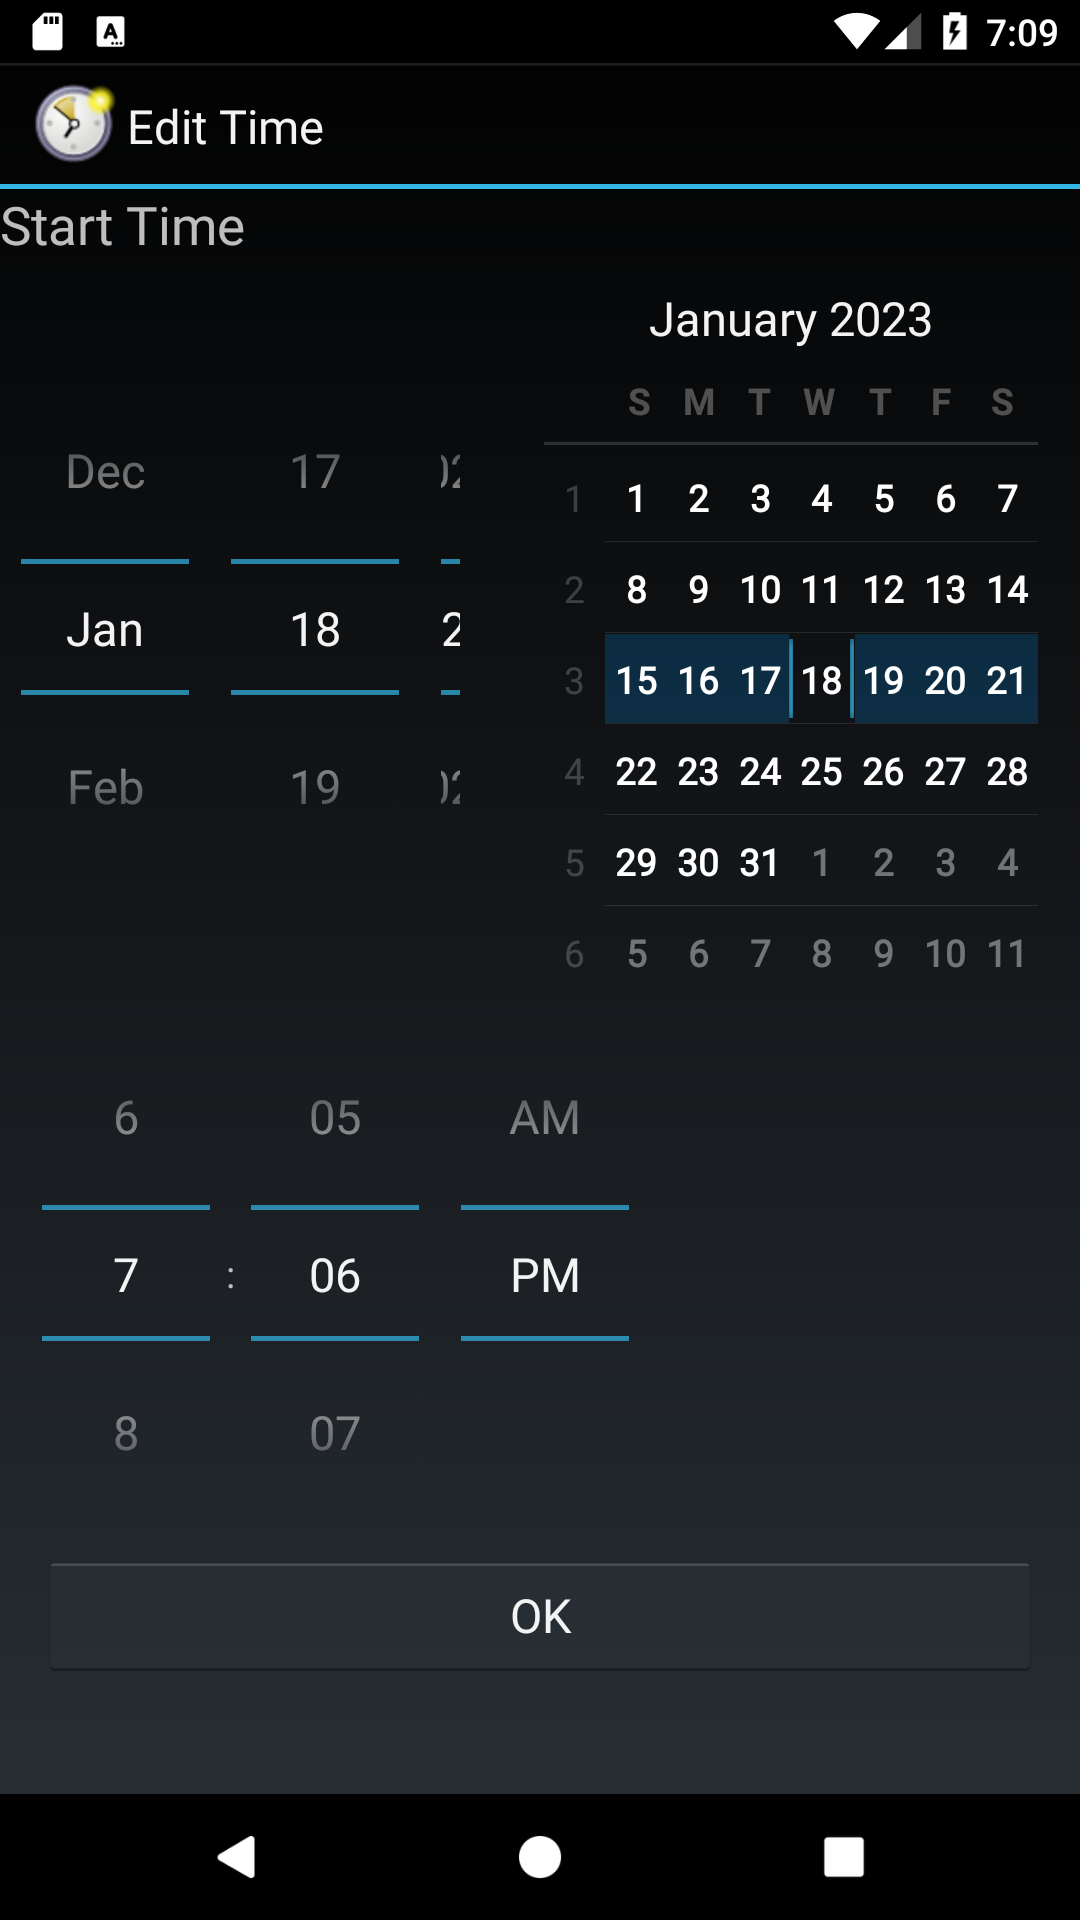 7:09
Edit Time
Start Time
January 2023
S M T W T F S
1 1 2 3 4 5 6 7
2 8 9 10 11 12 13 14
3 15 16 17 18 19 20 21
4 22 23 24 25 26 27 28
5 29 30 31 1 2 3 4
6 5 6 7 8 9 10 11
Dec 17
Jan 18 2
Feb 19
6 05 AM
7 : 06 PM
8 07
OK